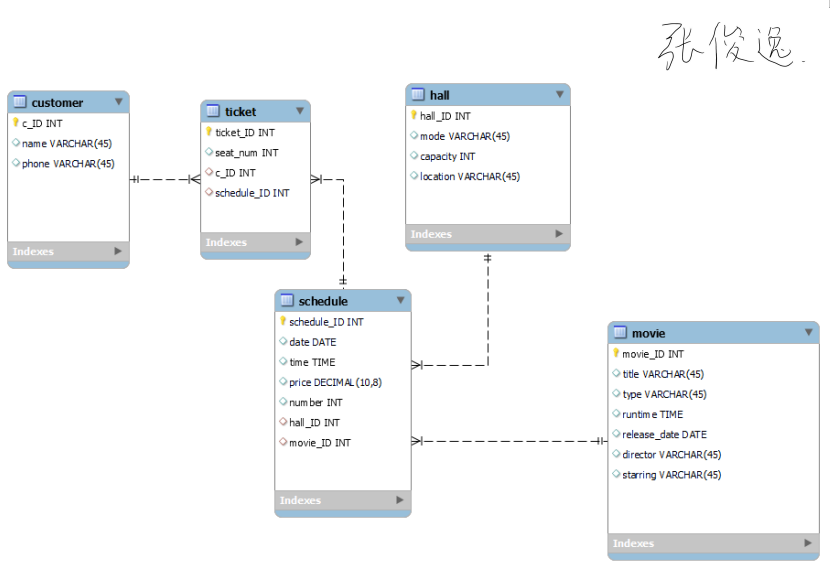 张俊逸.
customer
c_ID INT
name VARCHAR(45)
phone VARCHAR(45)
Indexes
ticket
ticket_ID INT
seat_num INT
c_ID INT
schedule_ID INT
Indexes
hall
hall_ID INT
mode VARCHAR(45)
capacity INT
location VARCHAR(45)
Indexes
schedule
schedule_ID INT
date DATE
time TIME
price DECIMAL(10,8)
number INT
hall_ID INT
movie_ID INT
Indexes
movie
movie_ID INT
title VARCHAR(45)
type VARCHAR(45)
runtime TIME
release_date DATE
director VARCHAR(45)
starring VARCHAR(45)
Indexes